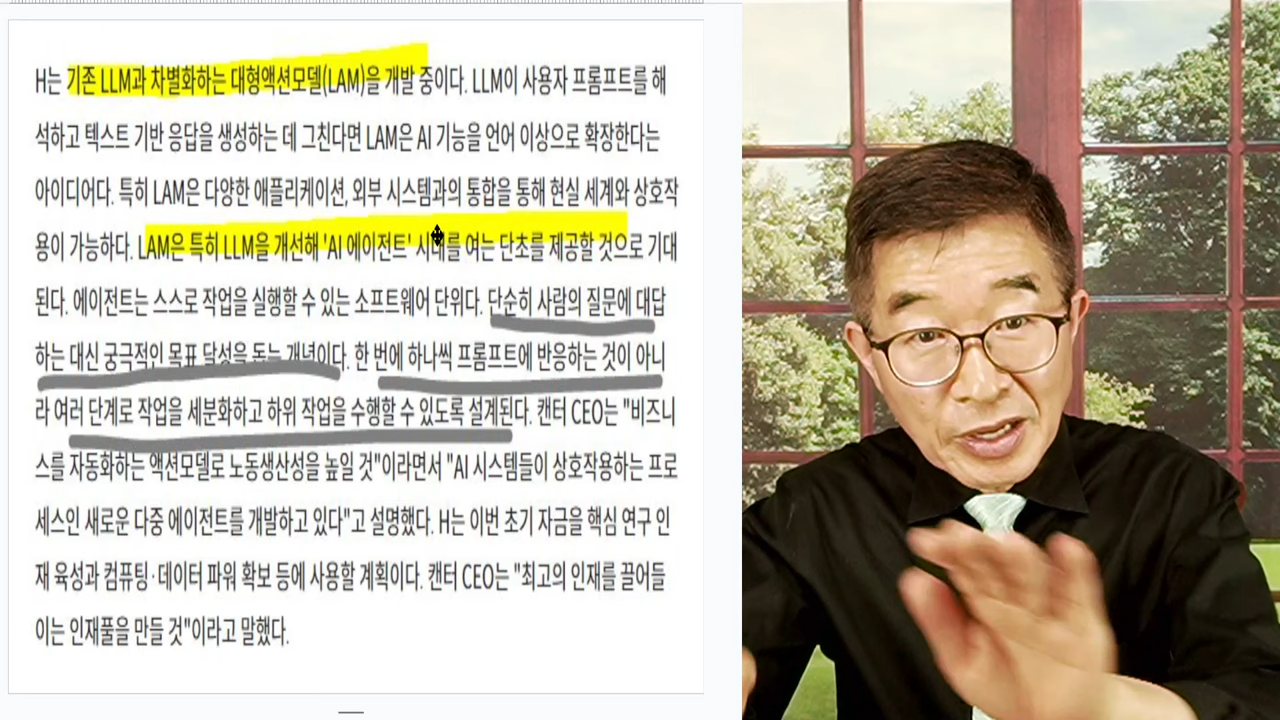 H는 기존 LLM과 차별화하는 대형액션모델(LAM)을 개발 중이다. LLM이 사용자 프롬프트를 해
석하고 텍스트 기반 응답을 생성하는 데 그친다면 LAM은 AI 기능을 언어 이상으로 확장한다는
아이디어다. 특히 LAM은 다양한 애플리케이션, 외부 시스템과의 통합을 통해 현실 세계와 상호작
용이 가능하다. LAM은 특히 LLM을 개선해 'AI 에이전트' 시대를 여는 단초를 제공할 것으로 기대
된다. 에이전트는 스스로 작업을 실행할 수 있는 소프트웨어 단위다. 단순히 사람의 질문에 대답
하는 대신 궁극적인 목표 달성을 돕는 개념이다. 한 번에 하나씩 프롬프트에 반응하는 것이 아니
라 여러 단계로 작업을 세분화하고 하위 작업을 수행할 수 있도록 설계된다. 캔터 CEO는 "비즈니
스를 자동화하는 액션모델로 노동생산성을 높일 것"이라면서 "AI 시스템들이 상호작용하는 프로
세스인 새로운 다중 에이전트를 개발하고 있다"고 설명했다. H는 이번 초기 자금을 핵심 연구 인
재 육성과 컴퓨팅·데이터 파워 확보 등에 사용할 계획이다. 캔터 CEO는 "최고의 인재를 끌어들
이는 인재풀을 만들 것"이라고 말했다.